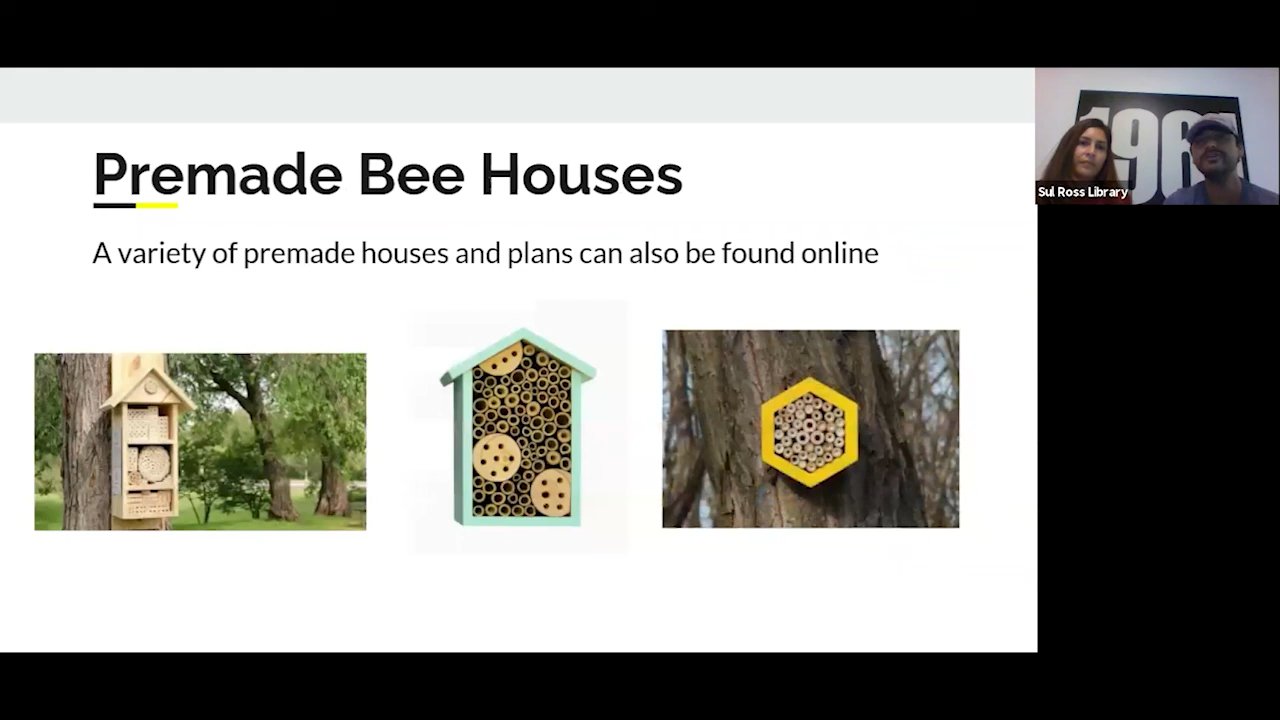 Premade Bee Houses
A variety of premade houses and plans can also be found online
Sul Ross Library